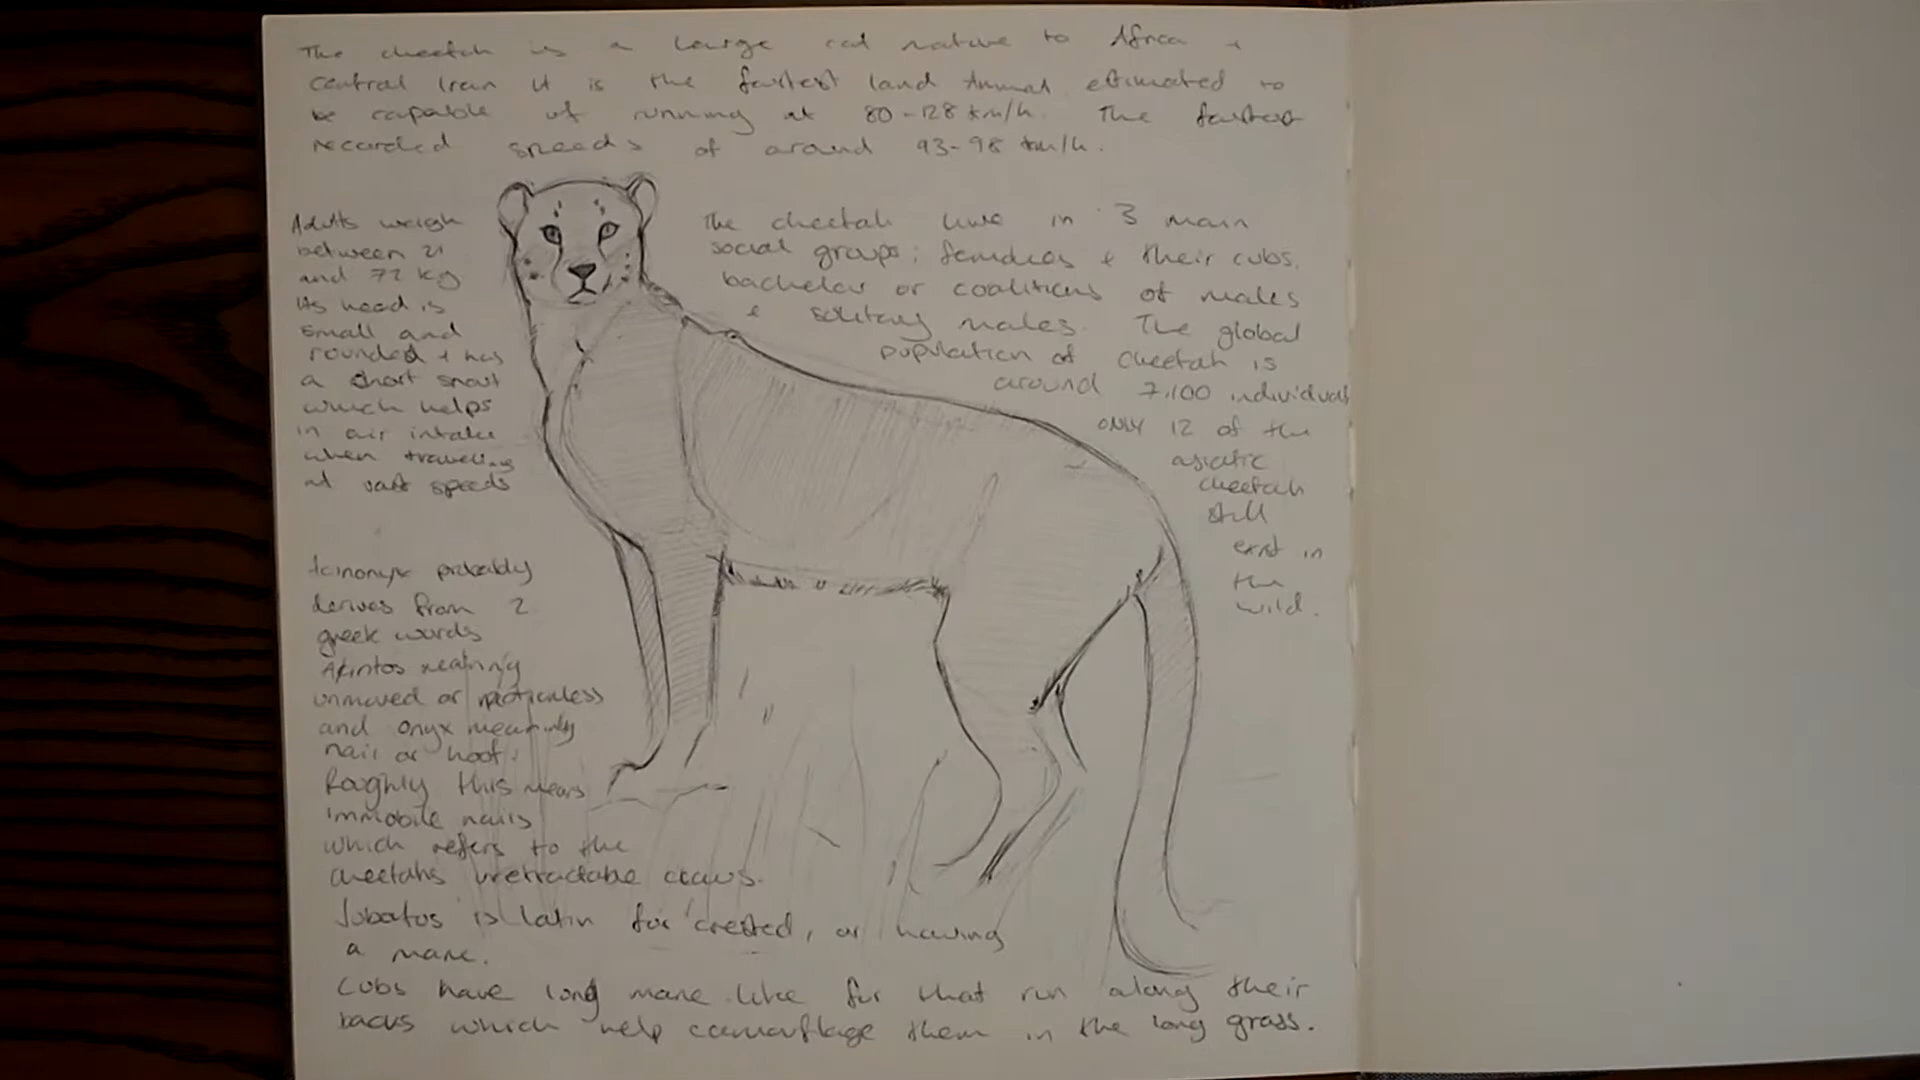 The cheetah is a large cat native to Africa +
central Iran It is the fastest land Animal estimated to
be capable of running at 80-128 km/h. The fastest
recorded speeds of around 93-98 km/h.
Adults weigh
between 21
and 72 kg
Its head is
small and
rounded + has
a short snout
which helps
in air intake
when traveling
at vast speeds
The cheetah live in 3 main
social groups; females + their cubs,
bachelor or coalitions of males
+ solitary males. The global
population of cheetah is
around 7,100 individuals
ONLY 12 of the
asiatic
cheetah
still
exist in
the
wild.
Acinonyx probably
derives from 2
greek words
Akintos meaning
unmoved or motionless
and onyx meaning
nail or hoof.
Roughly this means
immobile nails
which refers to the
cheetahs unretractable claws.
Jubatus is latin for crested, or having
a mane.
Cubs have long mane like fur that run along their
backs which help camouflage them in the long grass.